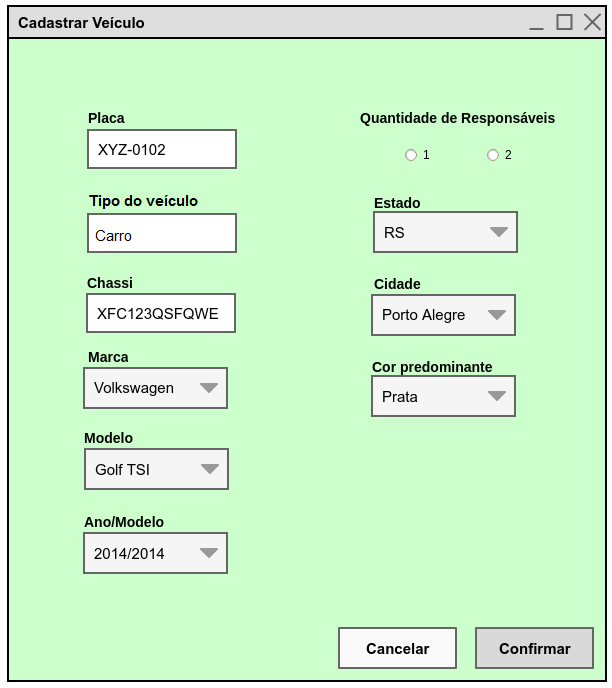 Cadastrar Veículo
Placa
XYZ-0102
Tipo do veículo
Carro
Chassi
XFC123QSFQWE
Marca
Volkswagen
Modelo
Golf TSI
Ano/Modelo
2014/2014
Quantidade de Responsáveis
1 2
Estado
RS
Cidade
Porto Alegre
Cor predominante
Prata
Cancelar Confirmar